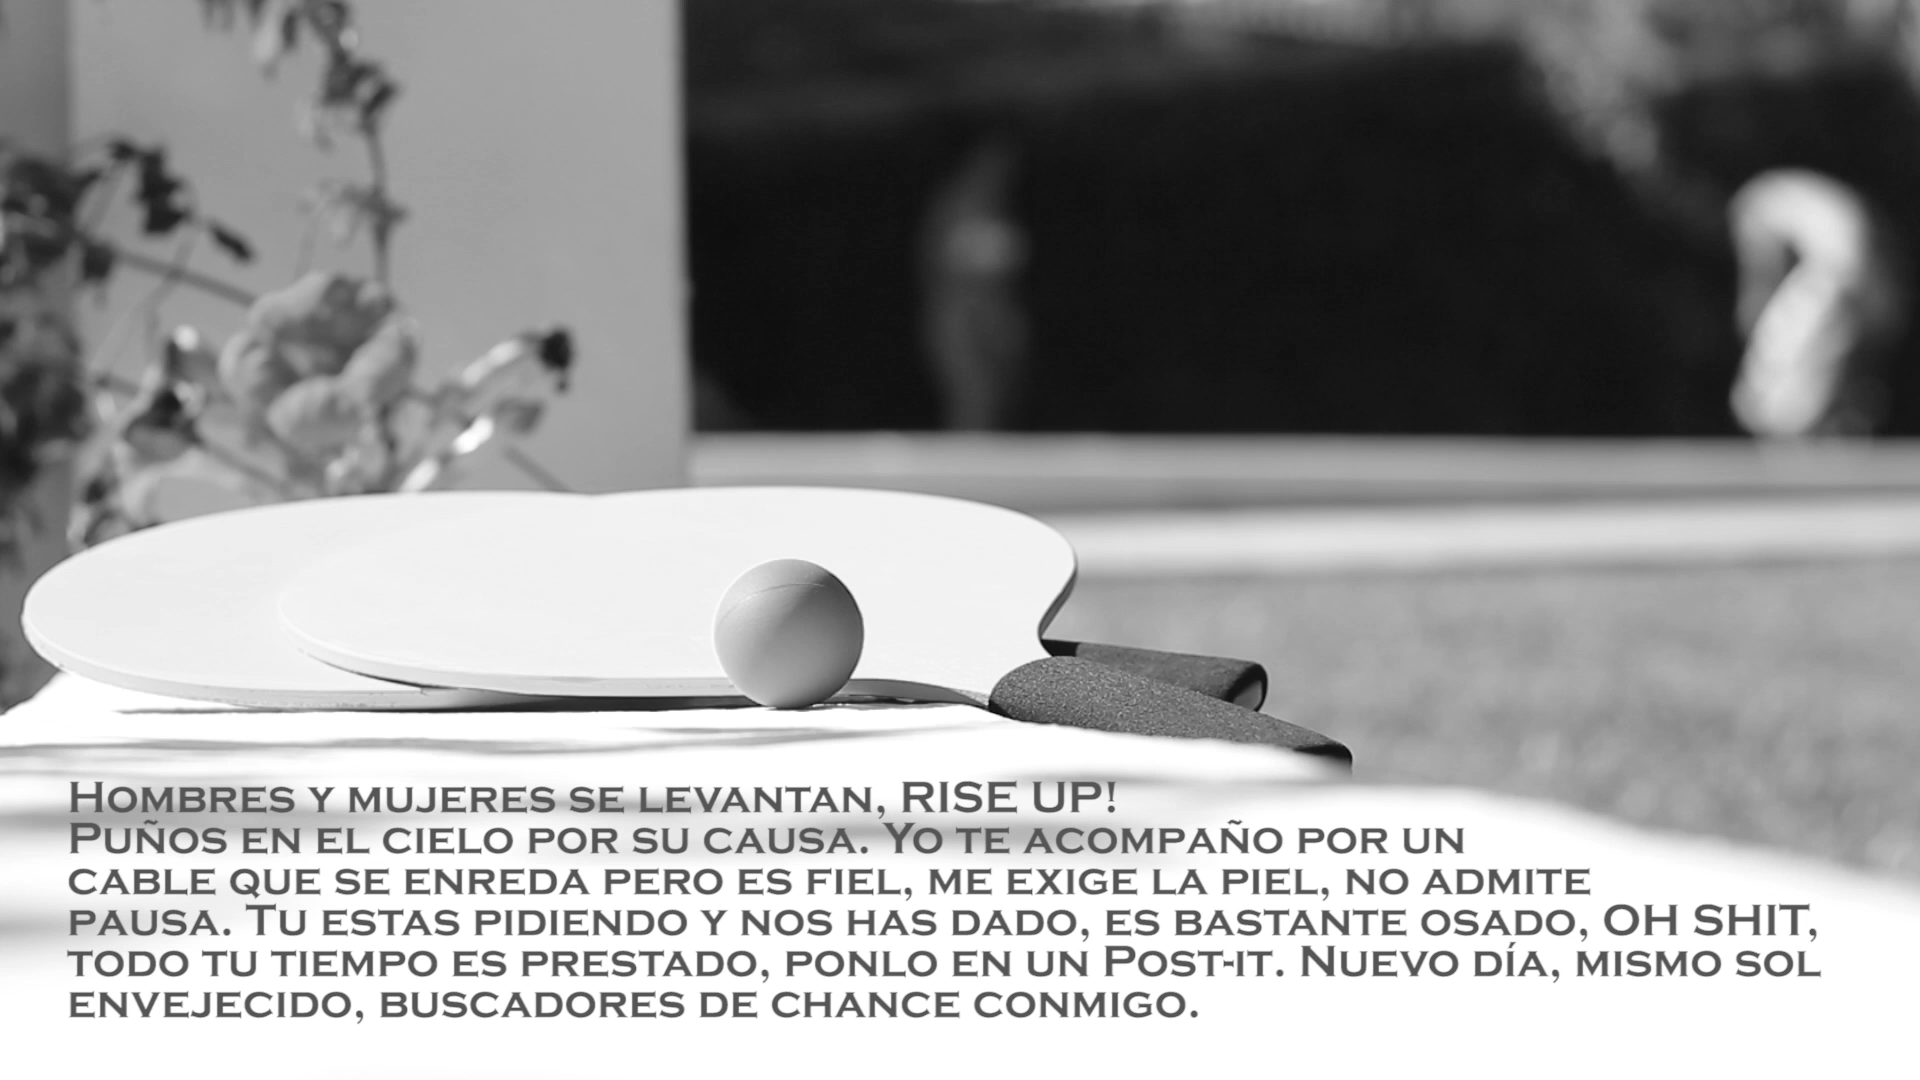 Hombres y mujeres se levantan, RISE UP!
Puños en el cielo por su causa. Yo te acompaño por un
cable que se enreda pero es fiel, me exige la piel, no admite
pausa. Tu estas pidiendo y nos has dado, es bastante osado, OH SHIT,
todo tu tiempo es prestado, ponlo en un Post-it. Nuevo día, mismo sol
envejecido, buscadores de chance conmigo.